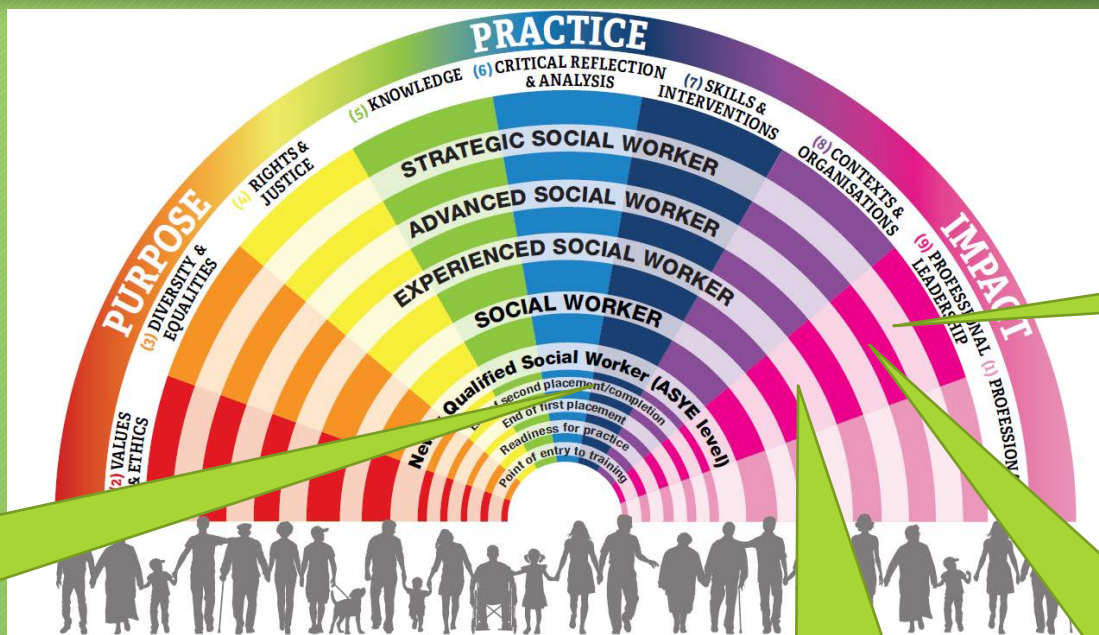 PRACTICE
PURPOSE
IMPACT
(2) VALUES
& ETHICS
(3) DIVERSITY &
EQUALITIES
(4) RIGHTS &
JUSTICE
(5) KNOWLEDGE
(6) CRITICAL REFLECTION
& ANALYSIS
(7) SKILLS &
INTERVENTIONS
(8) CONTEXTS &
ORGANISATIONS
(9) PROFESSIONAL
LEADERSHIP
(1)
STRATEGIC SOCIAL WORKER
ADVANCED SOCIAL WORKER
EXPERIENCED SOCIAL WORKER
SOCIAL WORKER
Qualified Social Worker (ASYE level)
second placement/completion
End of first placement
Readiness for practice
Point of entry to training